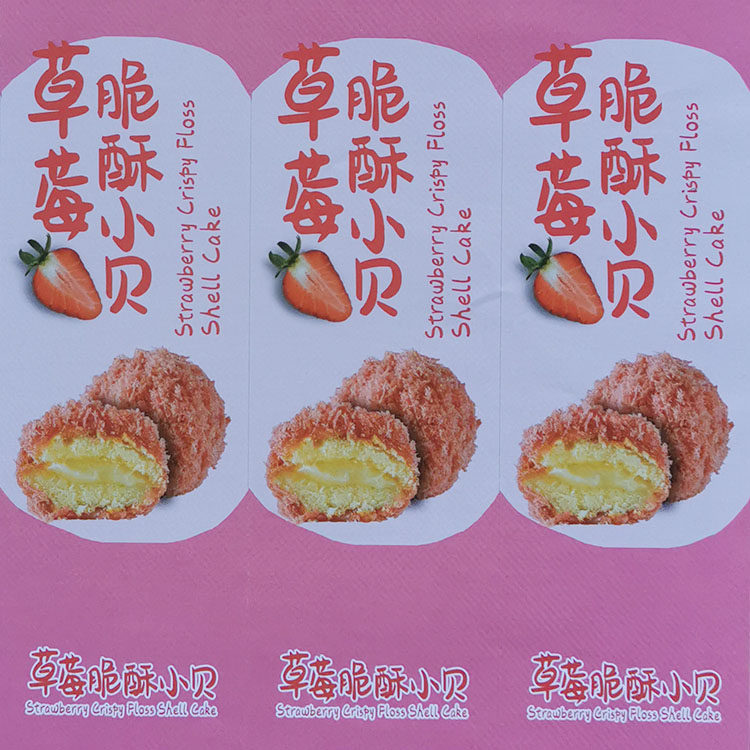 草莓
脆酥小贝
Strawberry Crispy Floss
Shell Cake
草莓
脆酥小贝
Strawberry Crispy Floss
Shell Cake
草莓
脆酥小贝
Strawberry Crispy Floss
Shell Cake
草莓脆酥小贝
Strawberry Crispy Floss Shell Cake
草莓脆酥小贝
Strawberry Crispy Floss Shell Cake
草莓脆酥小贝
Strawberry Crispy Floss Shell Cake